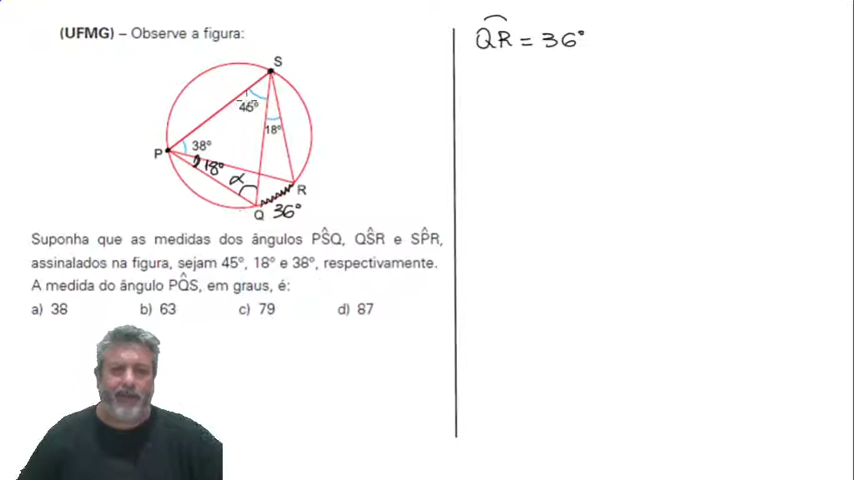 (UFMG) – Observe a figura:
S
45°
18°
P
38°
18°
α
R
Q
36°
Suponha que as medidas dos ângulos PŜQ, QŜR e SP̂R,
assinalados na figura, sejam 45°, 18° e 38°, respectivamente.
A medida do ângulo PQ̂S, em graus, é:
a) 38 b) 63 c) 79 d) 87
QR = 36°